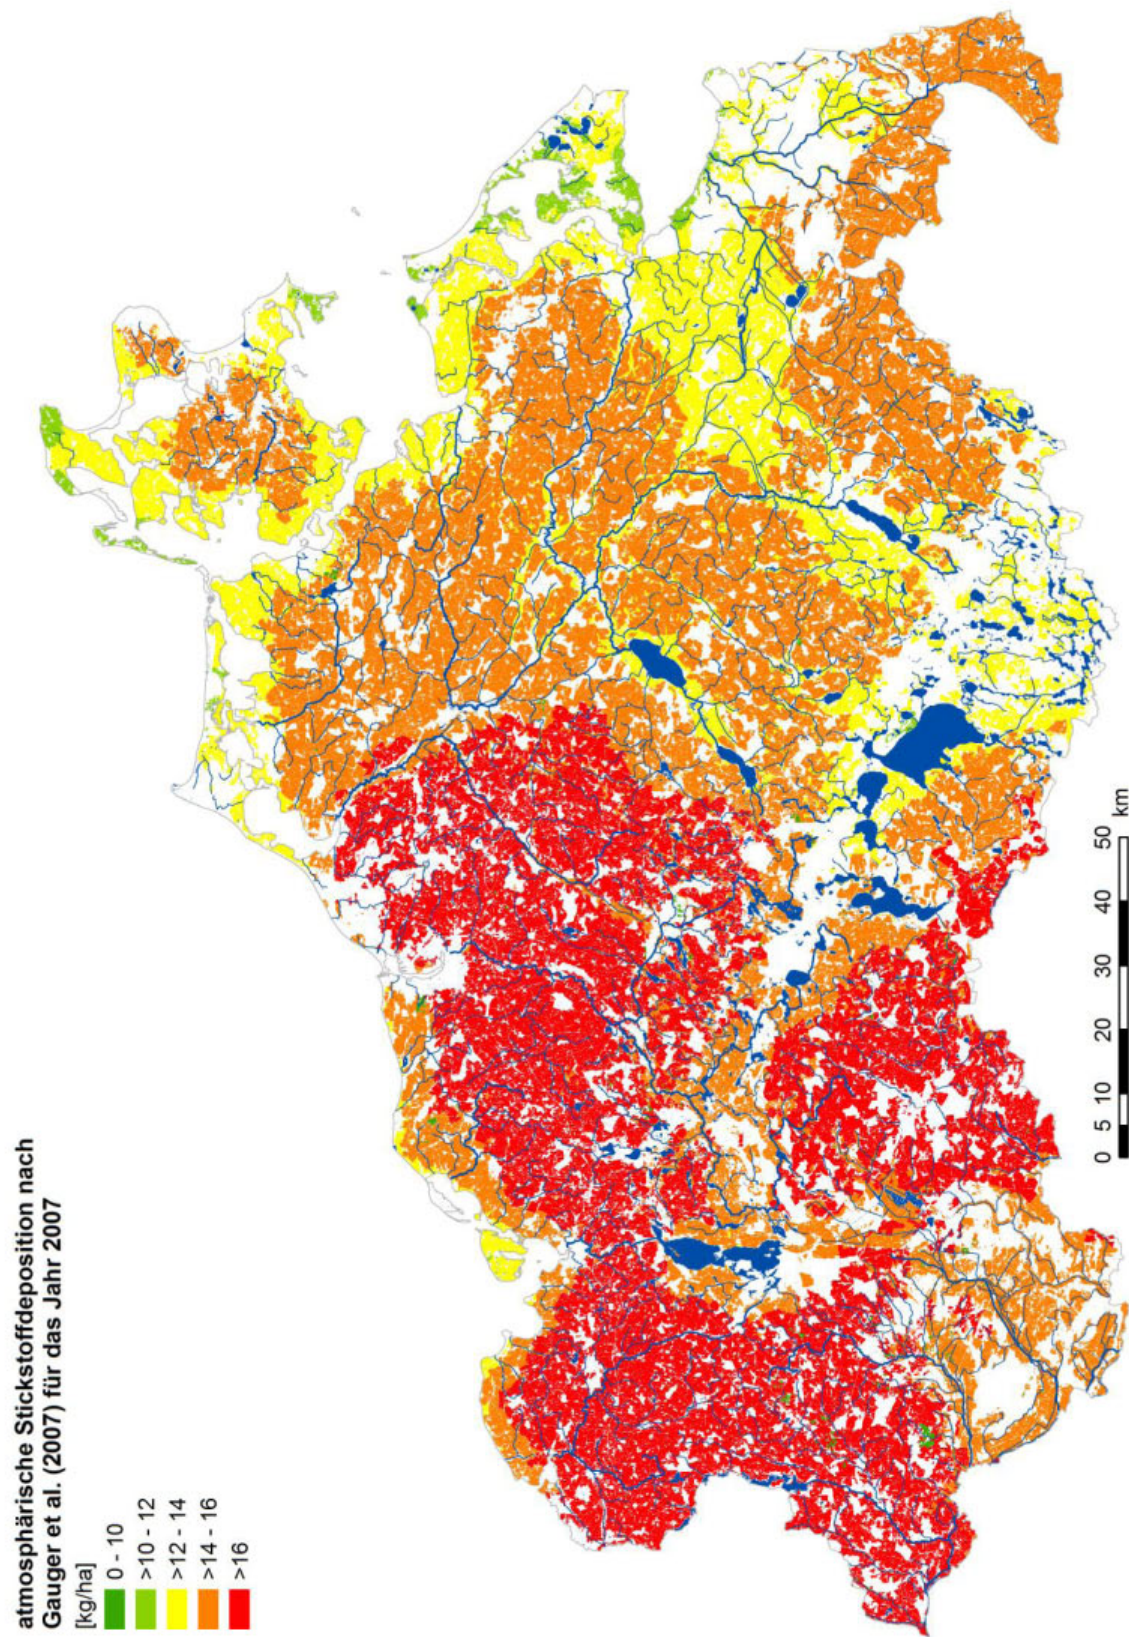 atmosphärische Stickstoffdeposition nach
Gauger et al. (2007) für das Jahr 2007
[kg/ha]
0 - 10
>10 - 12
>12 - 14
>14 - 16
>16
0 5 10 20 30 40 50
km